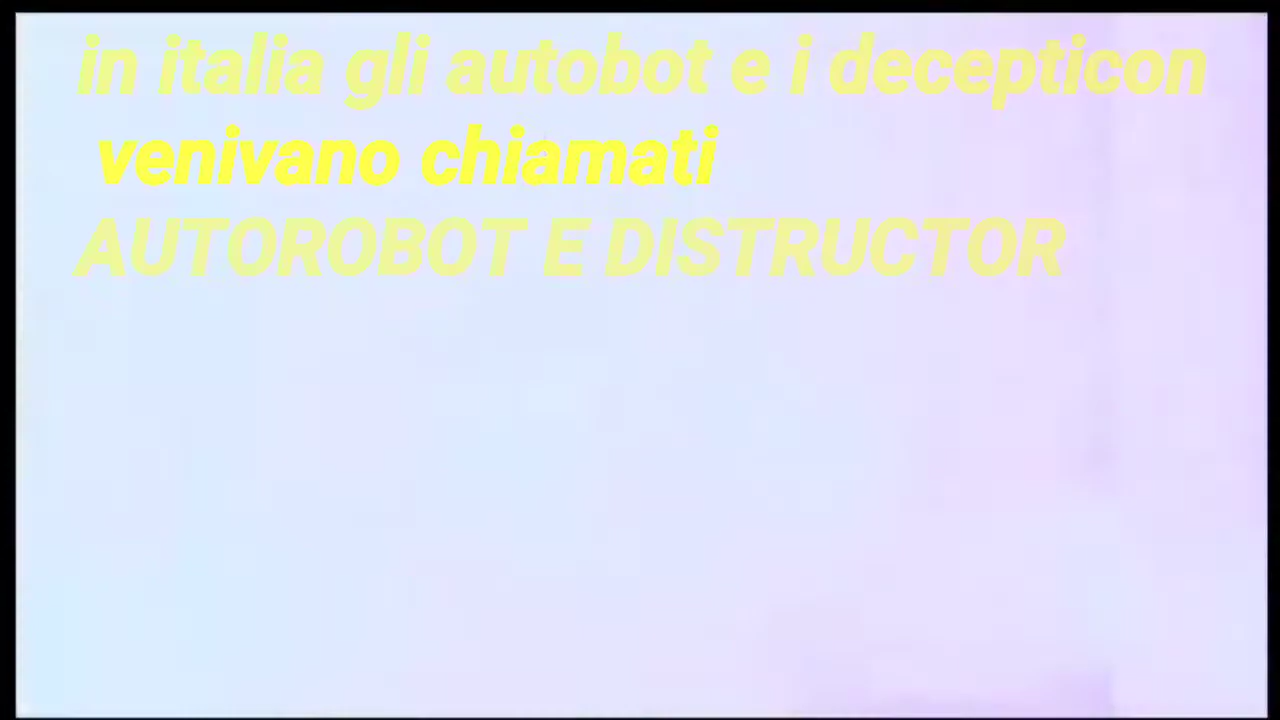 in italia gli autobot e i decepticon
venivano chiamati
AUTOROBOT E DISTRUCTOR